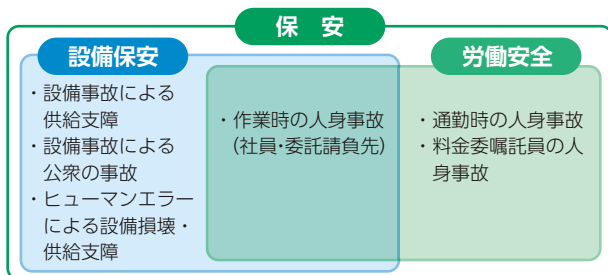 保 安
設備保安
・設備事故による
供給支障
・設備事故による
公衆の事故
・ヒューマンエラー
による設備損壊・
供給支障
・作業時の人身事故
（社員・委託請負先）
労働安全
・通勤時の人身事故
・料金委嘱託員の人
身事故